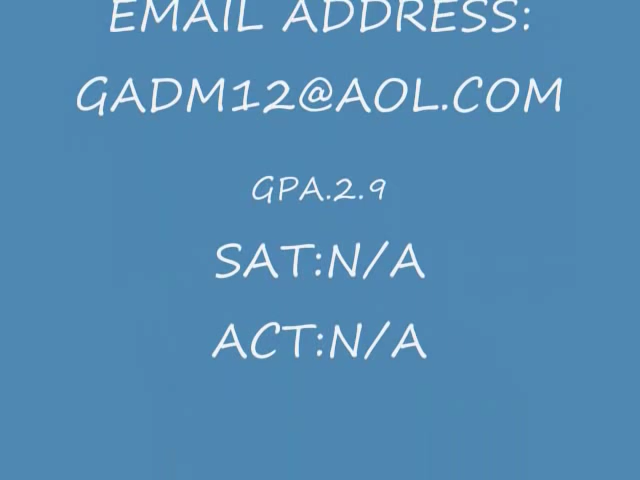 EMAIL ADDRESS:
GADM12@AOL.COM
GPA.2.9
SAT:N/A
ACT:N/A